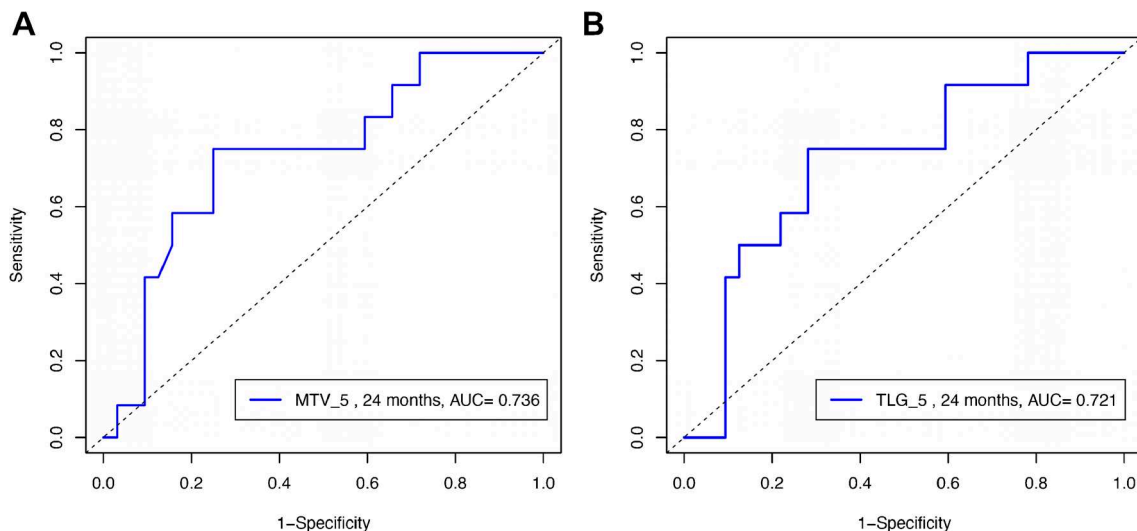 A
Sensitivity
1.0
0.8
0.6
0.4
0.2
0.0
MTV_5 , 24 months, AUC= 0.736
0.0 0.2 0.4 0.6 0.8 1.0
1−Specificity
B
Sensitivity
1.0
0.8
0.6
0.4
0.2
0.0
TLG_5 , 24 months, AUC= 0.721
0.0 0.2 0.4 0.6 0.8 1.0
1−Specificity